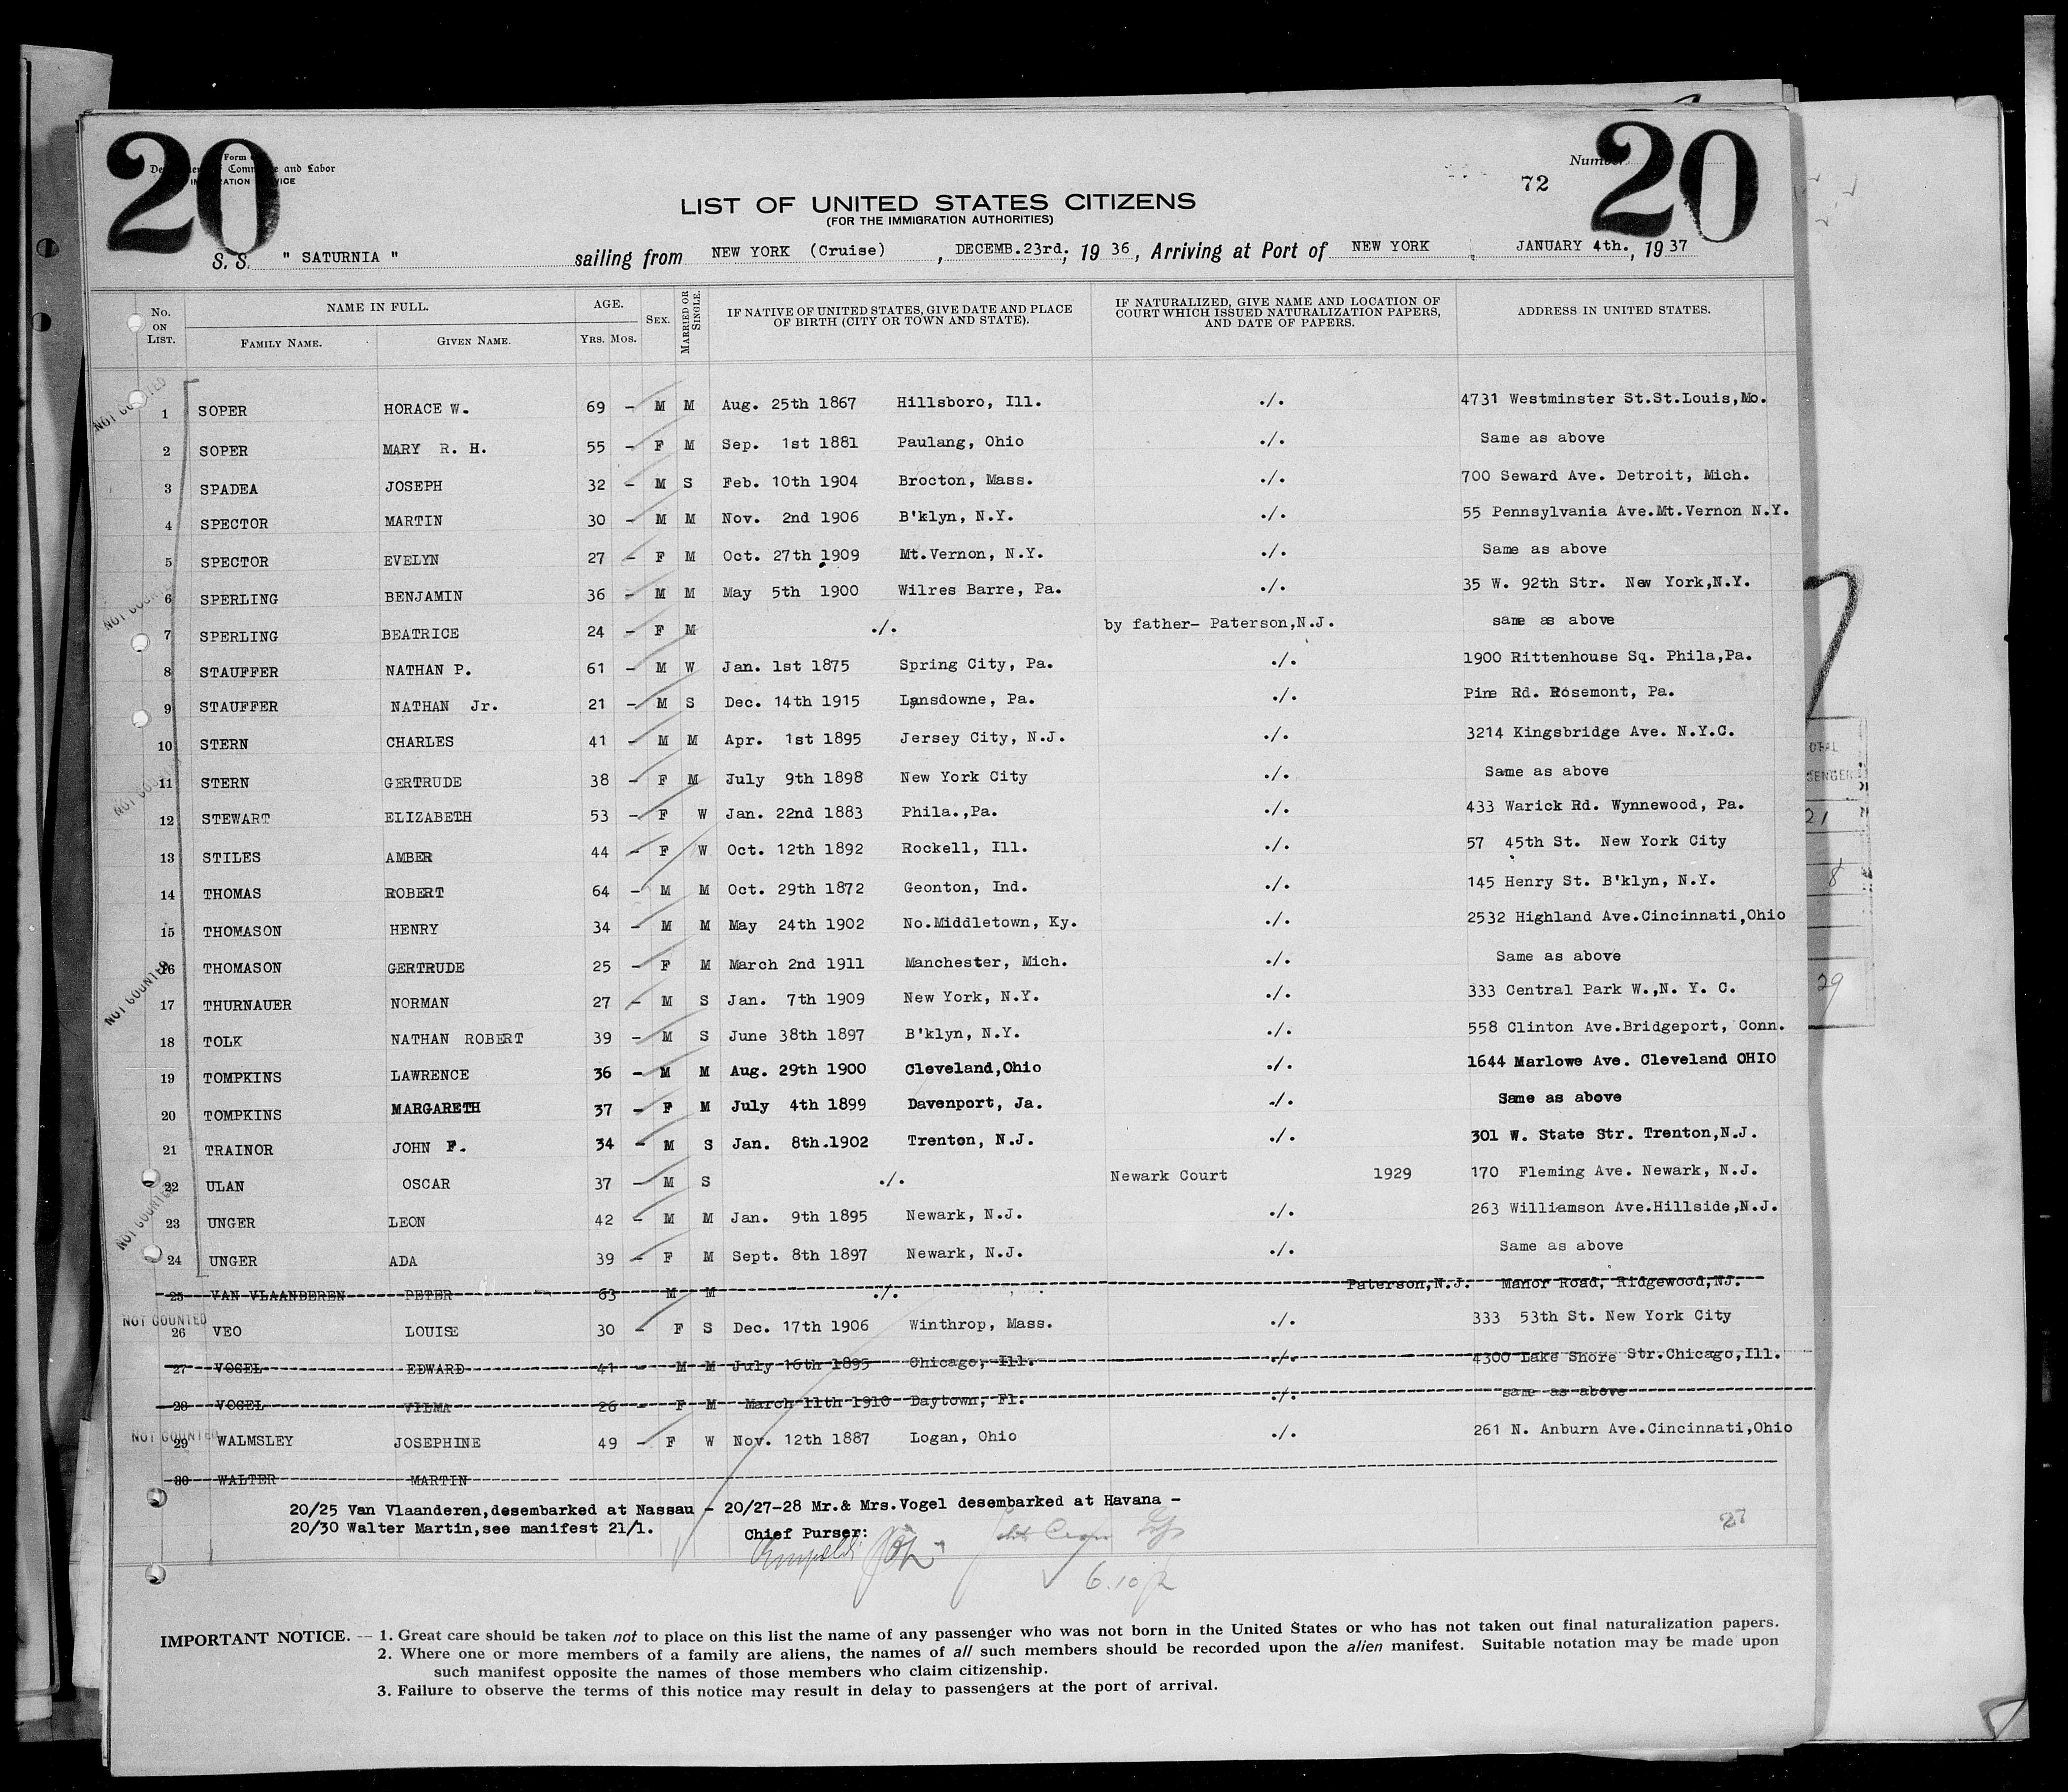 20
20
Number
72
LIST OF UNITED STATES CITIZENS
(FOR THE IMMIGRATION AUTHORITIES)
S. S. " SATURNIA " sailing from NEW YORK (Cruise), DECEMB.23rd; 19 36, Arriving at Port of NEW YORK JANUARY 4th., 19 37
No. ON LIST. NAME IN FULL. FAMILY NAME. GIVEN NAME. AGE. YRS. MOS. SEX. MARRIED OR SINGLE. IF NATIVE OF UNITED STATES, GIVE DATE AND PLACE OF BIRTH (CITY OR TOWN AND STATE). IF NATURALIZED, GIVE NAME AND LOCATION OF COURT WHICH ISSUED NATURALIZATION PAPERS, AND DATE OF PAPERS. ADDRESS IN UNITED STATES.
NOT COUNTED
1 SOPER HORACE W. 69 - M M Aug. 25th 1867 Hillsboro, Ill. ./. 4731 Westminster St.St.Louis,Mo.
2 SOPER MARY R. H. 55 - F M Sep. 1st 1881 Paulang, Ohio ./. Same as above
3 SPADEA JOSEPH 32 - M S Feb. 10th 1904 Brocton, Mass. ./. 700 Seward Ave. Detroit, Mich.
4 SPECTOR MARTIN 30 - M M Nov. 2nd 1906 B'klyn, N.Y. ./. 55 Pennsylvania Ave.Mt.Vernon N.Y.
5 SPECTOR EVELYN 27 - F M Oct. 27th 1909 Mt.Vernon, N.Y. ./. Same as above
NOT COUNTED
6 SPERLING BENJAMIN 36 - M M May 5th 1900 Wilres Barre, Pa. ./. 35 W. 92th Str. New York,N.Y.
7 SPERLING BEATRICE 24 - F M ./. by father- Paterson,N.J. same as above
8 STAUFFER NATHAN P. 61 - M W Jan. 1st 1875 Spring City, Pa. ./. 1900 Rittenhouse Sq. Phila,Pa.
9 STAUFFER NATHAN Jr. 21 - M S Dec. 14th 1915 Lansdowne, Pa. ./. Pine Rd. Rosemont, Pa.
10 STERN CHARLES 41 - M M Apr. 1st 1895 Jersey City, N.J. ./. 3214 Kingsbridge Ave. N.Y.C.
NOT COUNTED
11 STERN GERTRUDE 38 - F M July 9th 1898 New York City ./. Same as above
12 STEWART ELIZABETH 53 - F W Jan. 22nd 1883 Phila.,Pa. ./. 433 Warick Rd. Wynnewood, Pa.
13 STILES AMBER 44 - F W Oct. 12th 1892 Rockell, Ill. ./. 57 45th St. New York City
14 THOMAS ROBERT 64 - M M Oct. 29th 1872 Geonton, Ind. ./. 145 Henry St. B'klyn, N.Y.
15 THOMASON HENRY 34 - M M May 24th 1902 No.Middletown, Ky. ./. 2532 Highland Ave.Cincinnati,Ohio
NOT COUNTED
16 THOMASON GERTRUDE 25 - F M March 2nd 1911 Manchester, Mich. ./. Same as above
17 THURNAUER NORMAN 27 - M S Jan. 7th 1909 New York, N.Y. ./. 333 Central Park W.,N. Y. C.
18 TOLK NATHAN ROBERT 39 - M S June 38th 1897 B'klyn, N.Y. ./. 558 Clinton Ave.Bridgeport, Conn.
19 TOMPKINS LAWRENCE 36 - M M Aug. 29th 1900 Cleveland,Ohio ./. 1644 Marlowe Ave. Cleveland OHIO
20 TOMPKINS MARGARETH 37 - F M July 4th 1899 Davenport, Ja. ./. Same as above
21 TRAINOR JOHN F. 34 - M S Jan. 8th.1902 Trenton, N.J. ./. 301 W. State Str. Trenton,N.J.
NOT COUNTED
22 ULAN OSCAR 37 - M S ./. Newark Court 1929 170 Fleming Ave. Newark, N.J.
23 UNGER LEON 42 - M M Jan. 9th 1895 Newark, N.J. ./. 263 Williamson Ave.Hillside,N.J.
24 UNGER ADA 39 - F M Sept. 8th 1897 Newark, N.J. ./. Same as above
25 VAN VLAANDEREN PETER 63 M M ./. Paterson,N.J. Manor Road, Ridgewood,NJ.
NOT COUNTED
26 VEO LOUISE 30 - F S Dec. 17th 1906 Winthrop, Mass. ./. 333 53th St. New York City
27 VOGEL EDWARD 41 - M M July 16th 1895 Chicago, Ill. ./. 4300 Lake Shore Str.Chicago,Ill.
28 VOGEL VILMA 26 - F M March 11th 1910 Daytown, Fl. ./. same as above
NOT COUNTED
29 WALMSLEY JOSEPHINE 49 - F W Nov. 12th 1887 Logan, Ohio ./. 261 N. Anburn Ave.Cincinnati,Ohio
30 WALTER MARTIN
20/25 Van Vlaanderen,desembarked at Nassau - 20/27-28 Mr.& Mrs.Vogel desembarked at Havana -
20/30 Walter Martin,see manifest 21/1.
Chief Purser:
27
IMPORTANT NOTICE. — 1. Great care should be taken not to place on this list the name of any passenger who was not born in the United States or who has not taken out final naturalization papers.
2. Where one or more members of a family are aliens, the names of all such members should be recorded upon the alien manifest. Suitable notation may be made upon
such manifest opposite the names of those members who claim citizenship.
3. Failure to observe the terms of this notice may result in delay to passengers at the port of arrival.
21
8
29